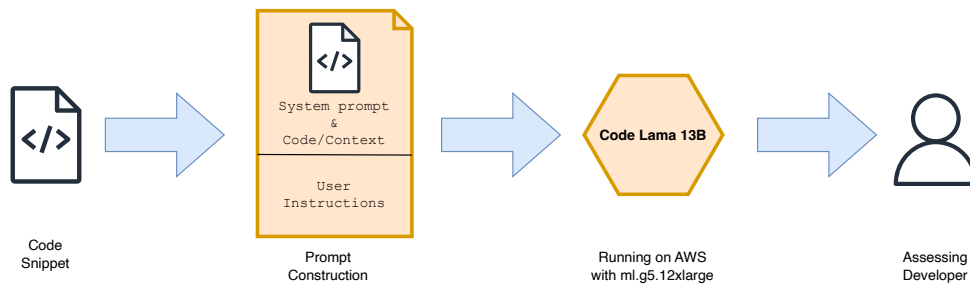 </>
</>
System prompt
&
Code/Context
User
Instructions
Code Lama 13B
Code
Snippet
Prompt
Construction
Running on AWS
with ml.g5.12xlarge
Assessing
Developer